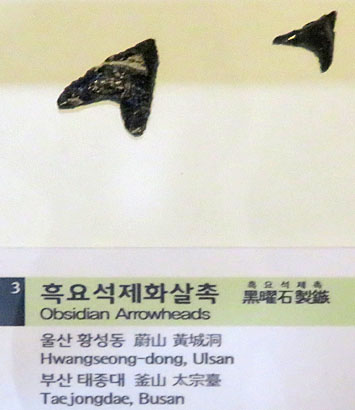 3 흑요석제화살촉 흑 요 석 제 촉
Obsidian Arrowheads 黑曜石製鏃
울산 황성동 蔚山 黃城洞
Hwangseong-dong, Ulsan
부산 태종대 釜山 太宗臺
Taejongdae, Busan